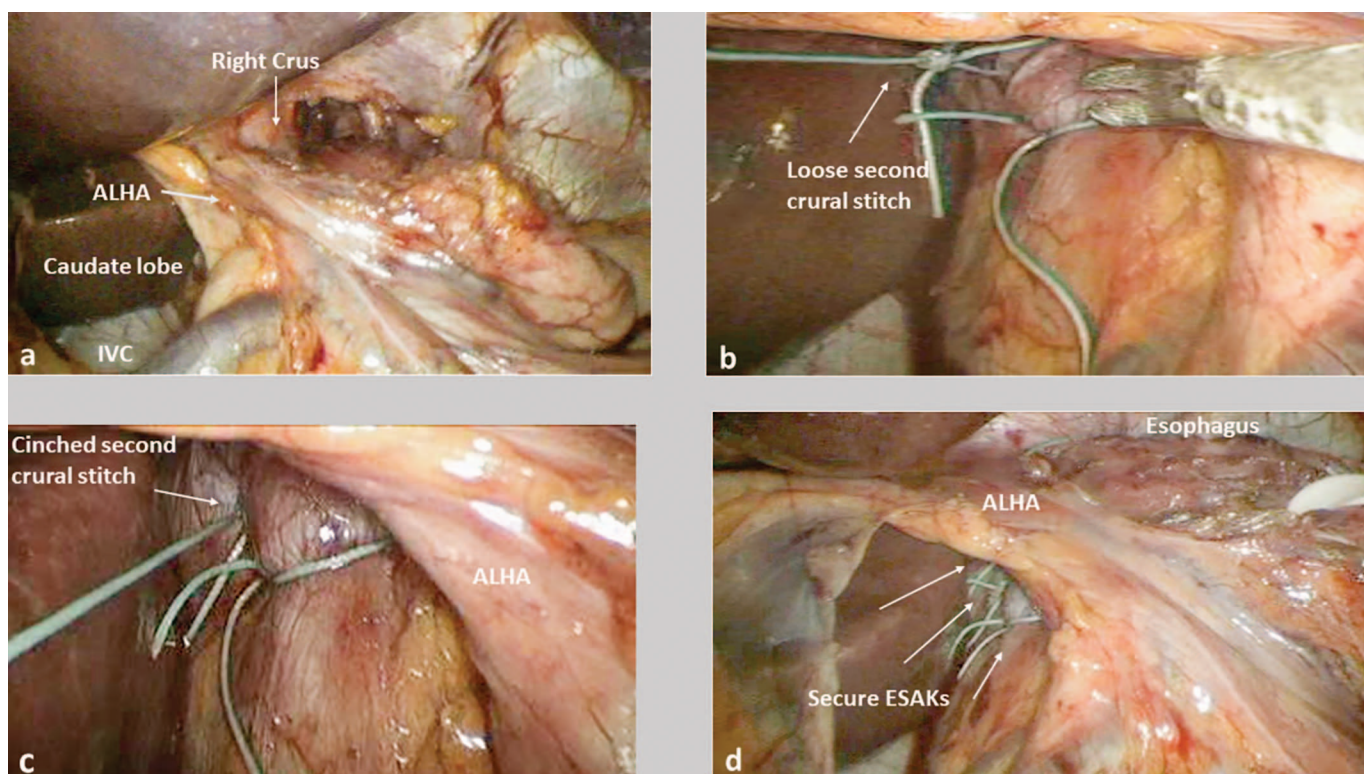 Right Crus
ALHA
Caudate lobe
IVC
a
Loose second
crural stitch
b
Cinched second
crural stitch
ALHA
c
Esophagus
ALHA
Secure ESAKs
d